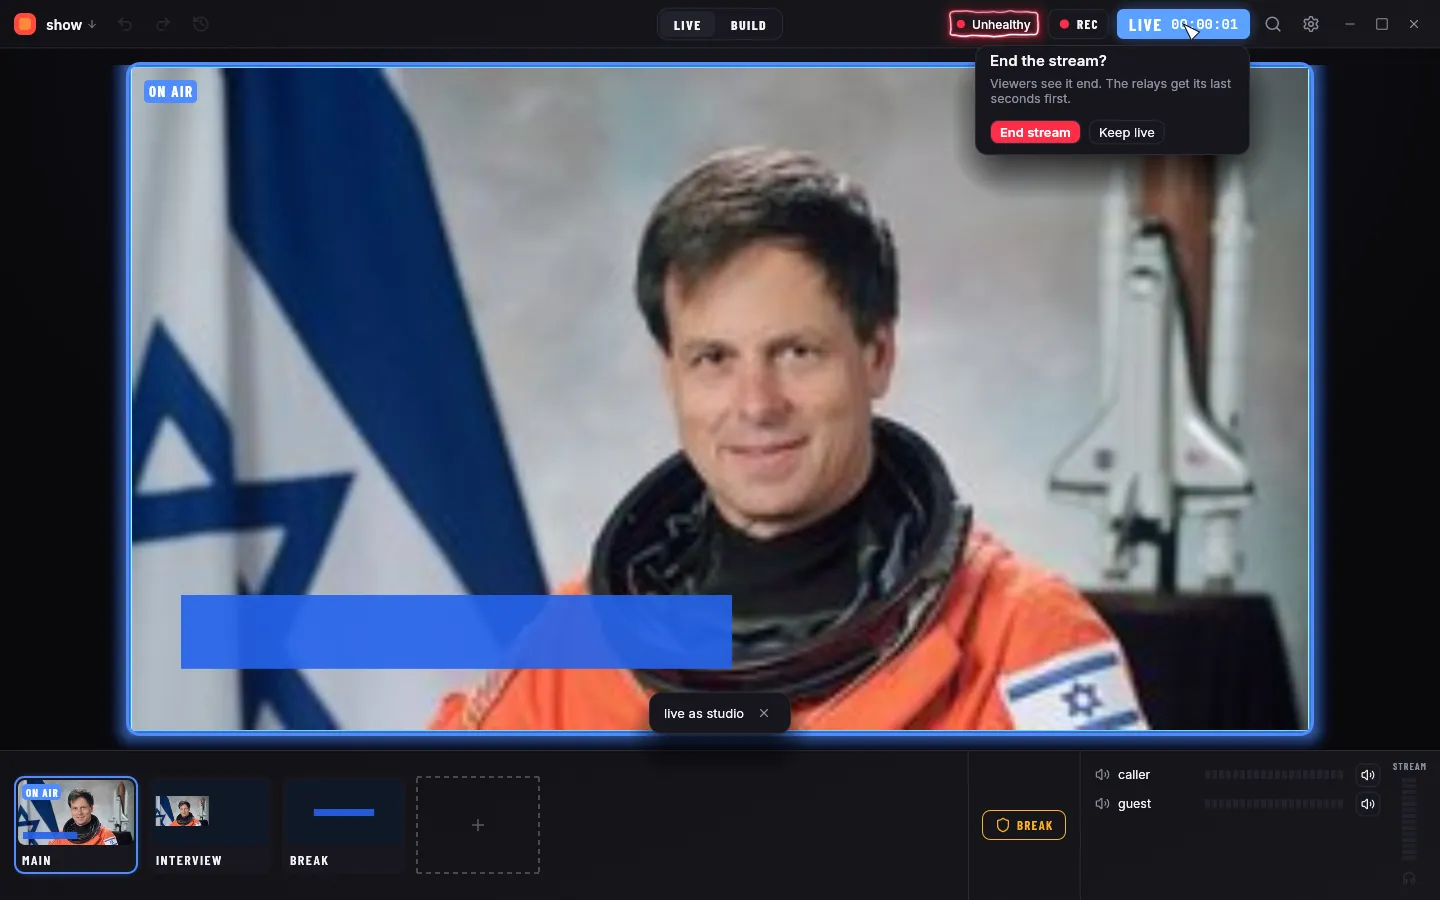 show
LIVE
BUILD
Unhealthy
REC
LIVE 00:00:01
End the stream?
Viewers see it end. The relays get its last
seconds first.
End stream
Keep live
ON AIR
live as studio
ON AIR
MAIN
INTERVIEW
BREAK
BREAK
caller
guest
STREAM